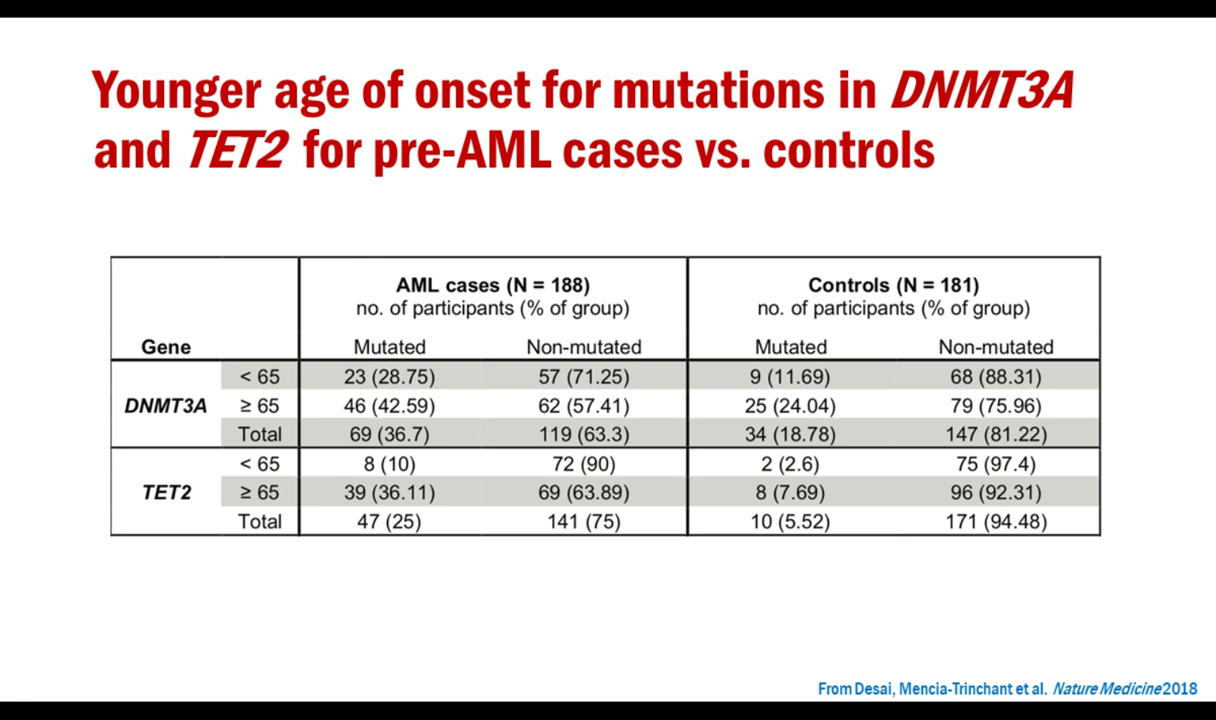 Younger age of onset for mutations in DNMT3A
and TET2 for pre-AML cases vs. controls
AML cases (N = 188) Controls (N = 181)
no. of participants (% of group) no. of participants (% of group)
Gene Mutated Non-mutated Mutated Non-mutated
< 65 23 (28.75) 57 (71.25) 9 (11.69) 68 (88.31)
DNMT3A ≥ 65 46 (42.59) 62 (57.41) 25 (24.04) 79 (75.96)
Total 69 (36.7) 119 (63.3) 34 (18.78) 147 (81.22)
< 65 8 (10) 72 (90) 2 (2.6) 75 (97.4)
TET2 ≥ 65 39 (36.11) 69 (63.89) 8 (7.69) 96 (92.31)
Total 47 (25) 141 (75) 10 (5.52) 171 (94.48)
From Desai, Mencia-Trinchant et al. Nature Medicine 2018